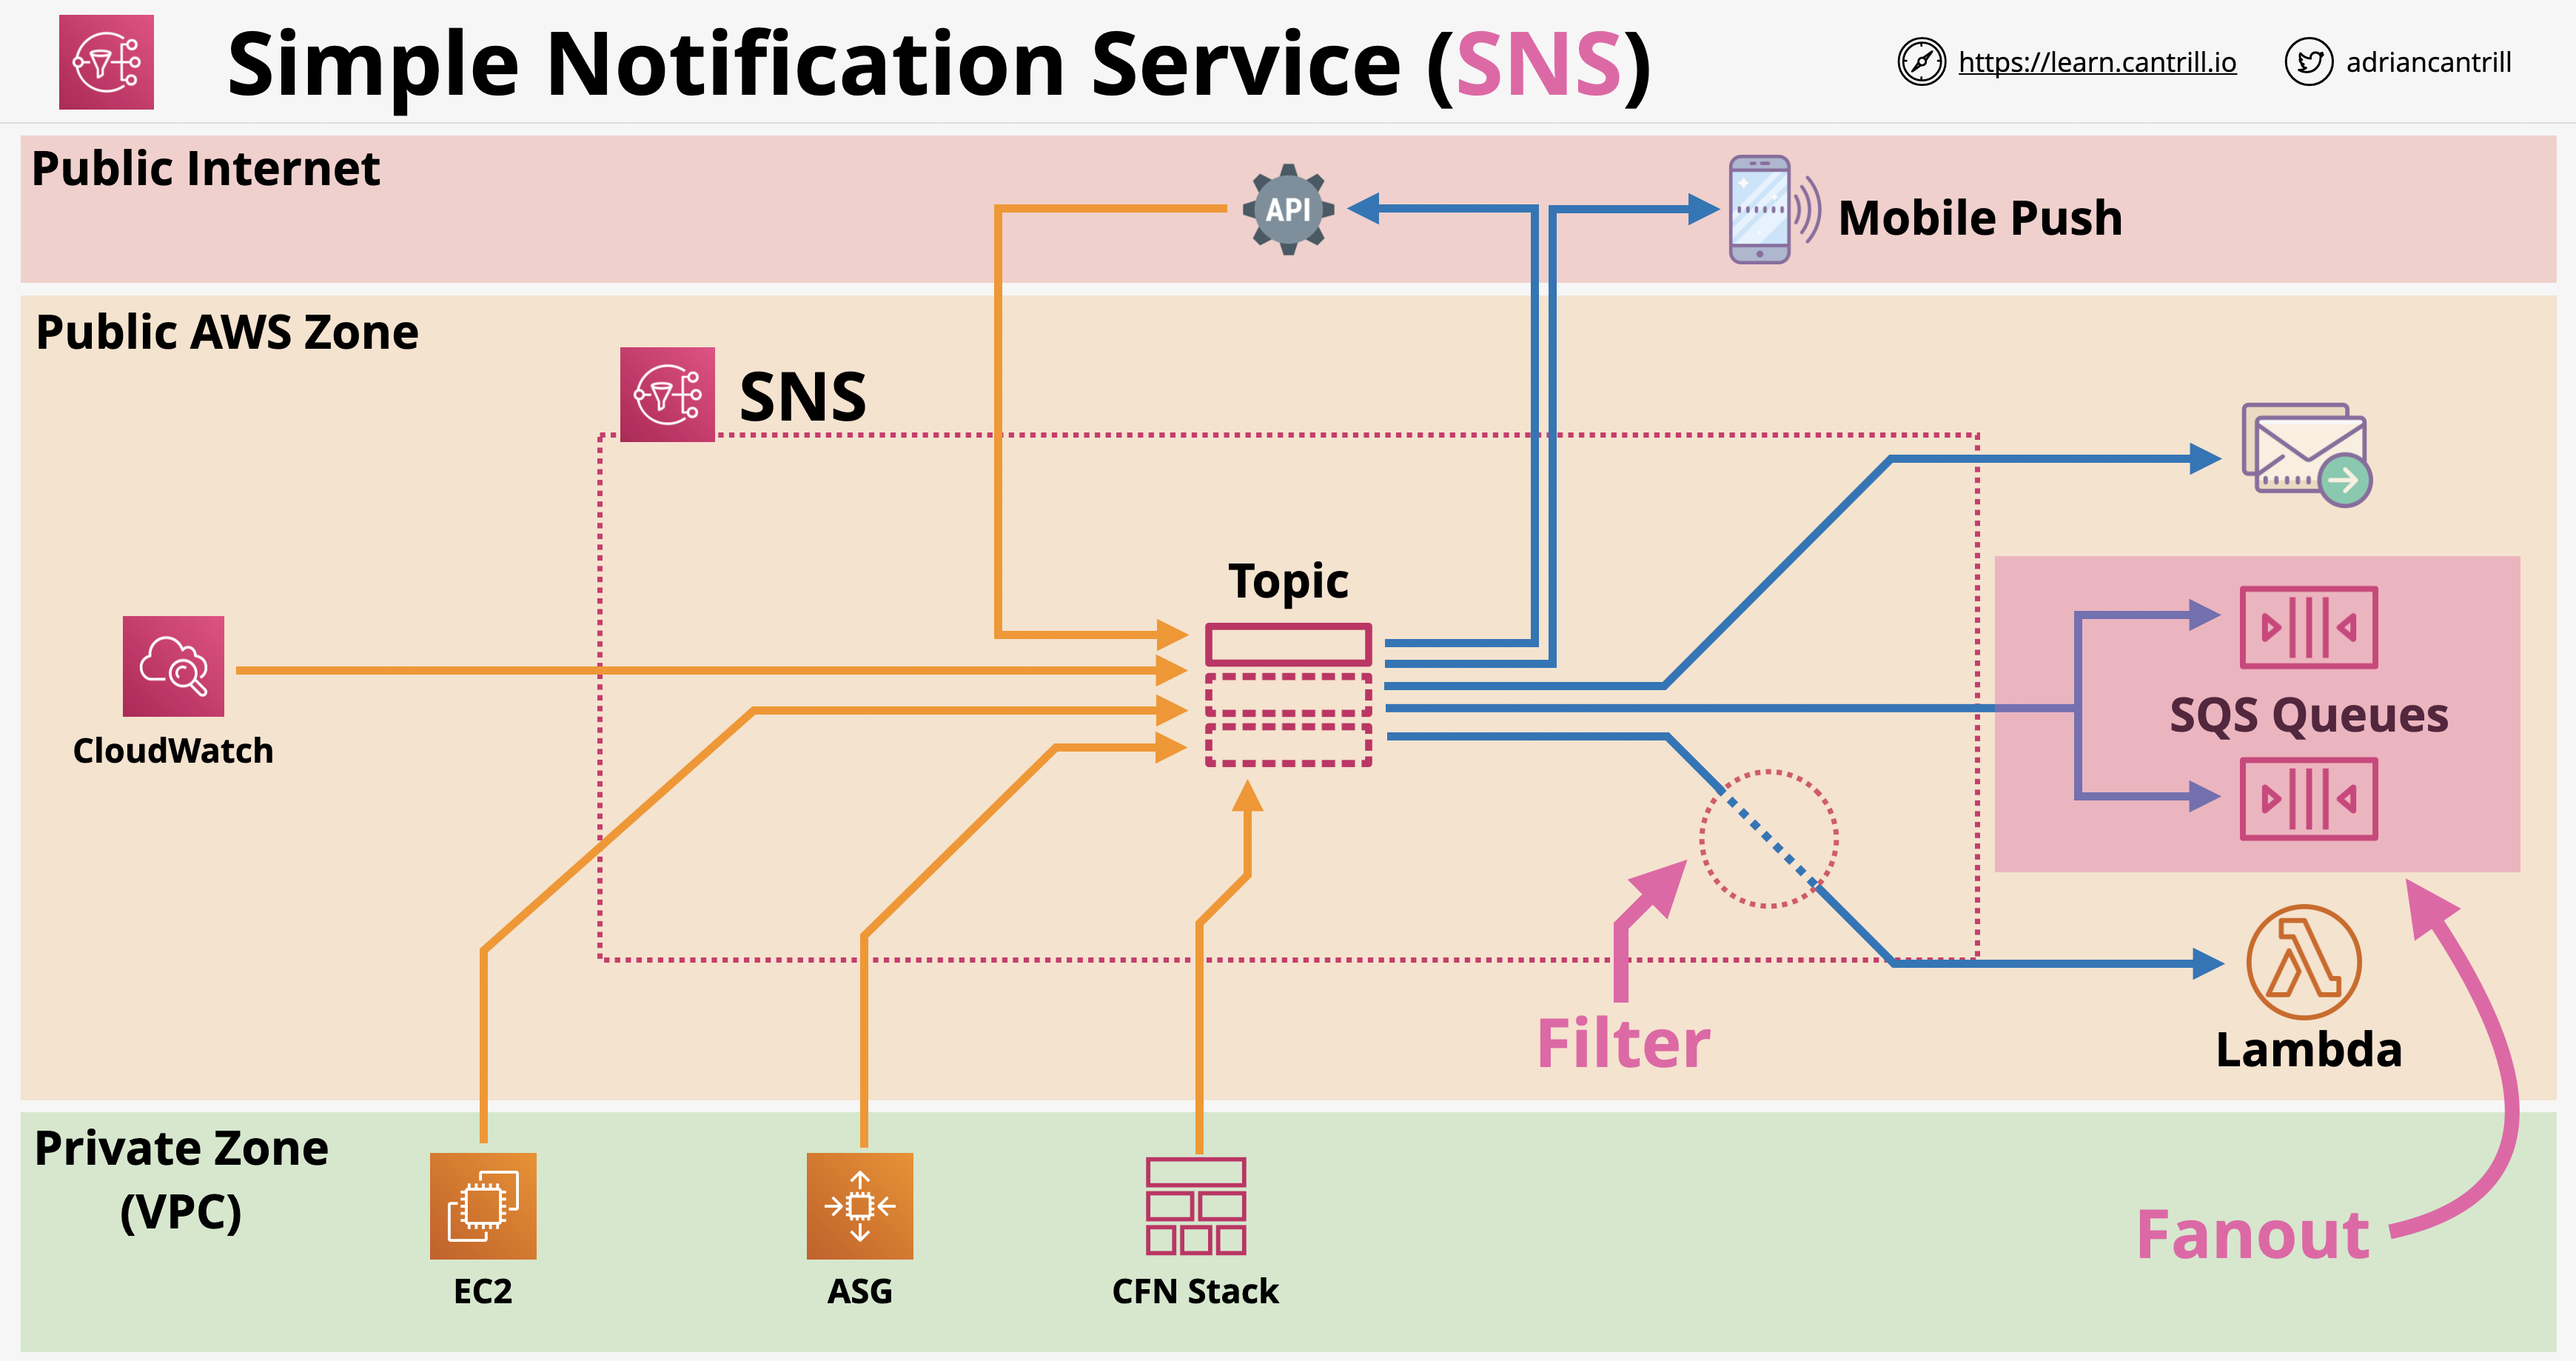 Simple Notification Service (SNS)
https://learn.cantrill.io
adriancantrill
Public Internet
API
Mobile Push
Public AWS Zone
SNS
Topic
CloudWatch
SQS Queues
Filter
Lambda
Private Zone
(VPC)
EC2
ASG
CFN Stack
Fanout